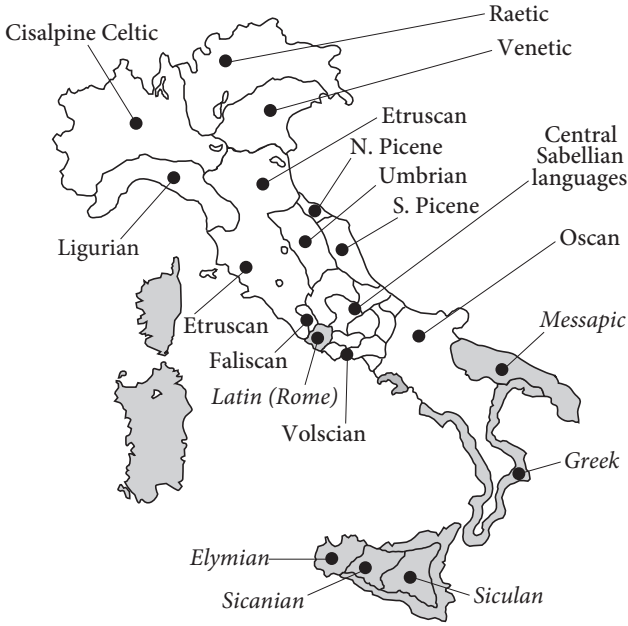 Raetic
Cisalpine Celtic
Venetic
Etruscan
Central
Sabellian
languages
N. Picene
Umbrian
S. Picene
Oscan
Ligurian
Messapic
Etruscan
Faliscan
Latin (Rome)
Volscian
Greek
Elymian
Sicanian
Siculan